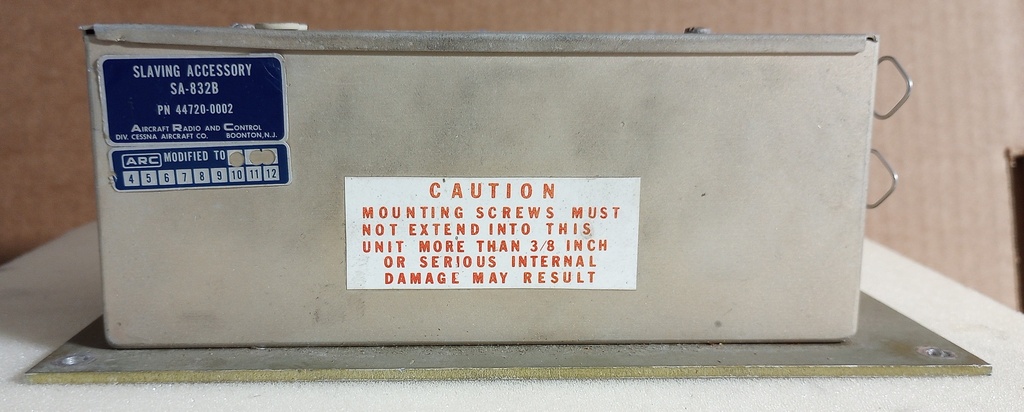 SLAVING ACCESSORY
SA-832B
PN 44720-0002
AIRCRAFT RADIO AND CONTROL
DIV. CESSNA AIRCRAFT CO. BOONTON, N.J.
ARC MODIFIED TO
4 5 6 7 8 9 10 11 12
CAUTION
MOUNTING SCREWS MUST
NOT EXTEND INTO THIS
UNIT MORE THAN 3/8 INCH
OR SERIOUS INTERNAL
DAMAGE MAY RESULT